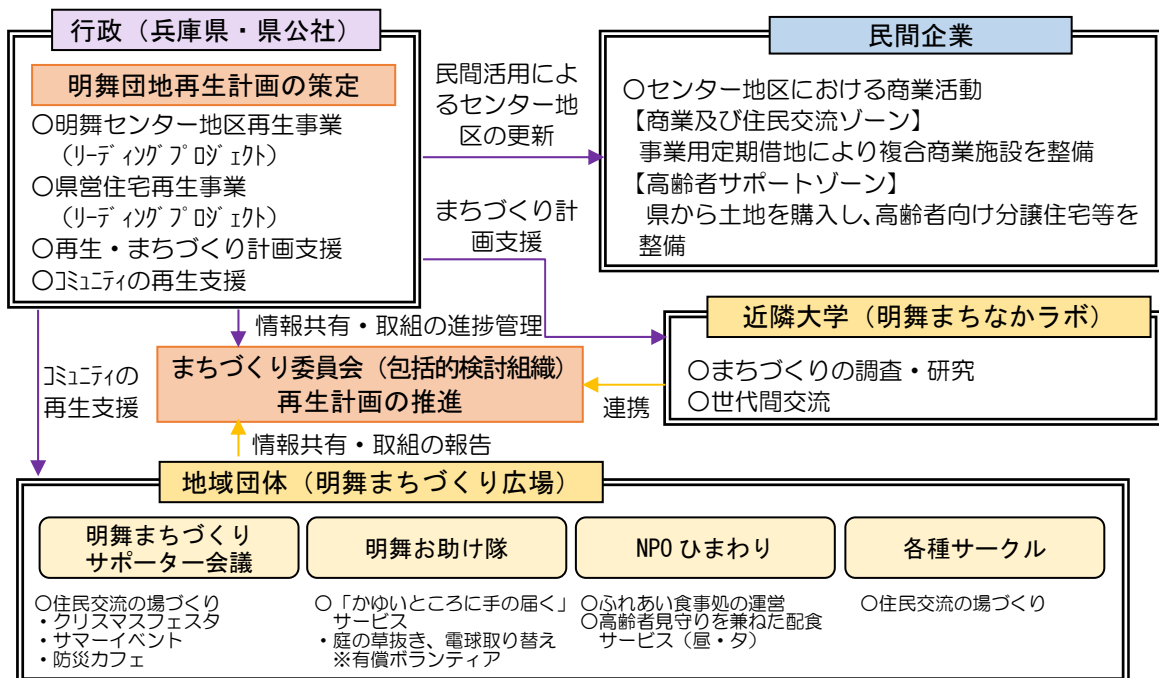 行政（兵庫県・県公社）
明舞団地再生計画の策定
〇明舞センター地区再生事業
（ﾘｰﾃﾞｨﾝｸﾞﾌﾟﾛｼﾞｪｸﾄ）
〇県営住宅再生事業
（ﾘｰﾃﾞｨﾝｸﾞﾌﾟﾛｼﾞｪｸﾄ）
〇再生・まちづくり計画支援
〇ｺﾐｭﾆﾃｨの再生支援
民間活用によ
るセンター地
区の更新
まちづくり計
画支援
民間企業
〇センター地区における商業活動
【商業及び住民交流ゾーン】
事業用定期借地により複合商業施設を整備
【高齢者サポートゾーン】
県から土地を購入し、高齢者向け分譲住宅等を
整備
近隣大学（明舞まちなかラボ）
〇まちづくりの調査・研究
〇世代間交流
情報共有・取組の進捗管理
まちづくり委員会（包括的検討組織）
再生計画の推進
連携
ｺﾐｭﾆﾃｨの
再生支援
情報共有・取組の報告
地域団体（明舞まちづくり広場）
明舞まちづくり
サポーター会議
〇住民交流の場づくり
・クリスマスフェスタ
・サマーイベント
・防災カフェ
明舞お助け隊
〇「かゆいところに手の届く」
サービス
・庭の草抜き、電球取り替え
※有償ボランティア
NPO ひまわり
〇ふれあい食事処の運営
〇高齢者見守りを兼ねた配食
サービス（昼・夕）
各種サークル
〇住民交流の場づくり